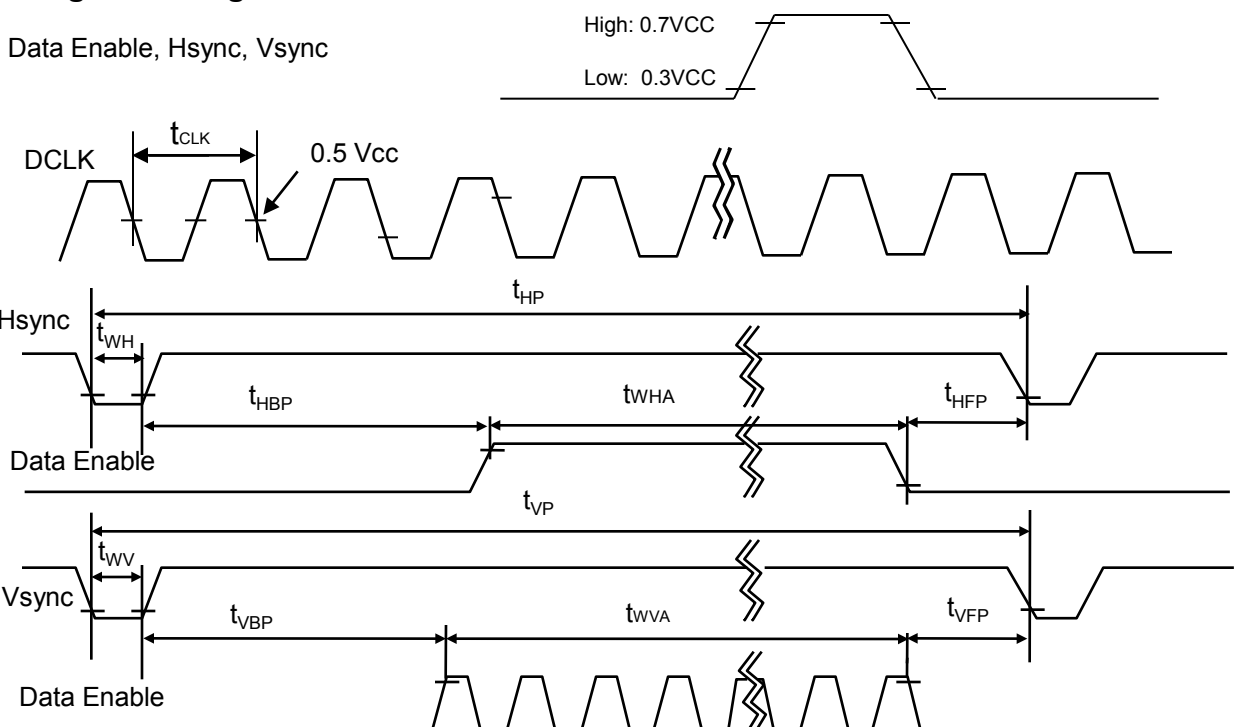 High: 0.7VCC
Data Enable, Hsync, Vsync
Low: 0.3VCC
tCLK
DCLK
0.5 Vcc
tHP
Hsync
tWH
tHBP
tWHA
tHFP
Data Enable
tVP
tWV
Vsync
tVBP
tWVA
tVFP
Data Enable